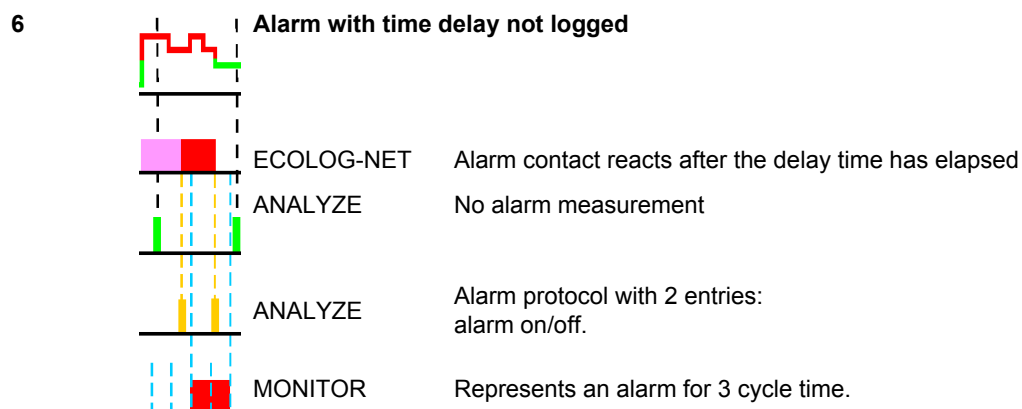 6 Alarm with time delay not logged
ECOLOG-NET Alarm contact reacts after the delay time has elapsed
ANALYZE No alarm measurement
ANALYZE Alarm protocol with 2 entries:
alarm on/off.
MONITOR Represents an alarm for 3 cycle time.